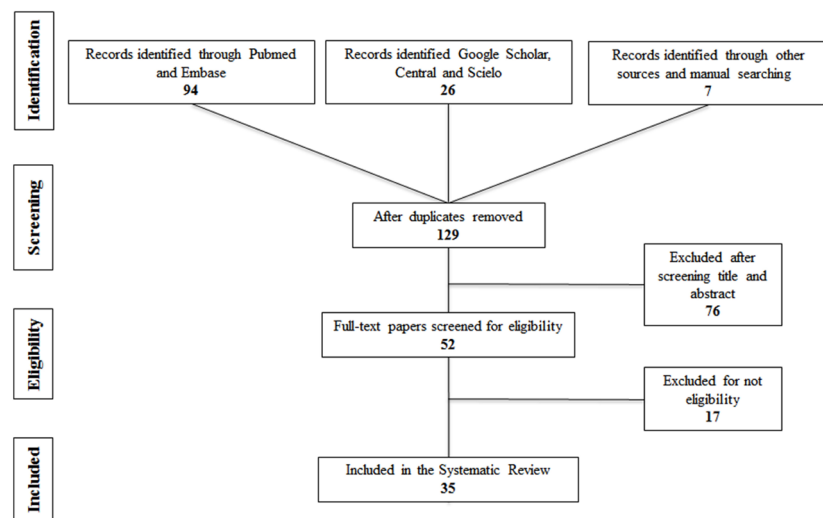 Identification
Records identified through Pubmed
and Embase
94
Records identified Google Scholar,
Central and Scielo
26
Records identified through other
sources and manual searching
7
Screening
After duplicates removed
129
Excluded after
screening title and
abstract
76
Eligibility
Full-text papers screened for eligibility
52
Excluded for not
eligibility
17
Included
Included in the Systematic Review
35